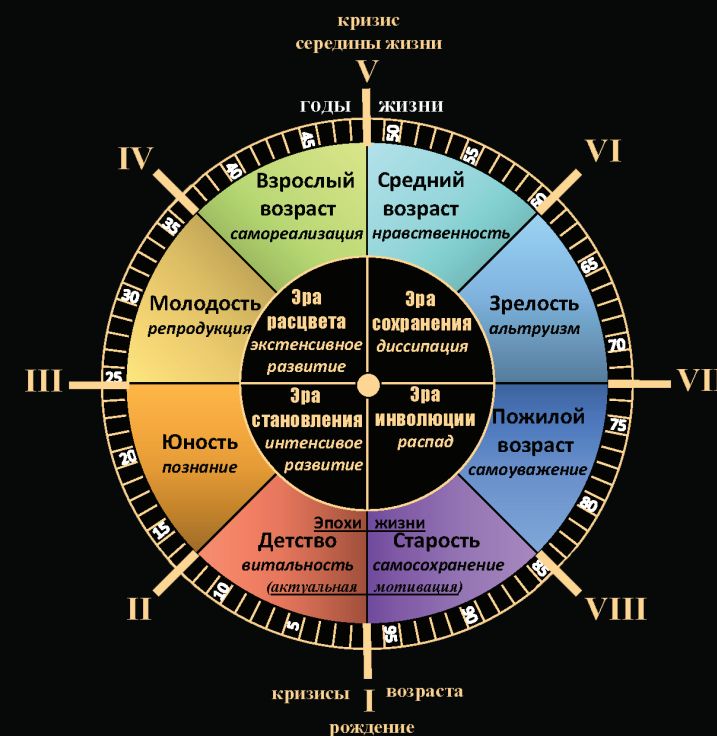 кризис
середины жизни
V
годы жизни
45
50
40
55
IV
VI
35
60
Взрослый
возраст
самореализация
Средний
возраст
нравственность
30
65
Молодость
репродукция
Зрелость
альтруизм
Эра
расцвета
экстенсивное
развитие
Эра
сохранения
диссипация
70
III
25
VII
Эра
становления
интенсивое
развитие
Эра
инволюции
распад
75
Юность
познание
Пожилой
возраст
самоуважение
20
80
15
85
Эпохи жизни
Детство
витальность
Старость
самосохранение
(актуальная мотивация)
10
90
II
VIII
5
95
кризисы возраста
I
рождение